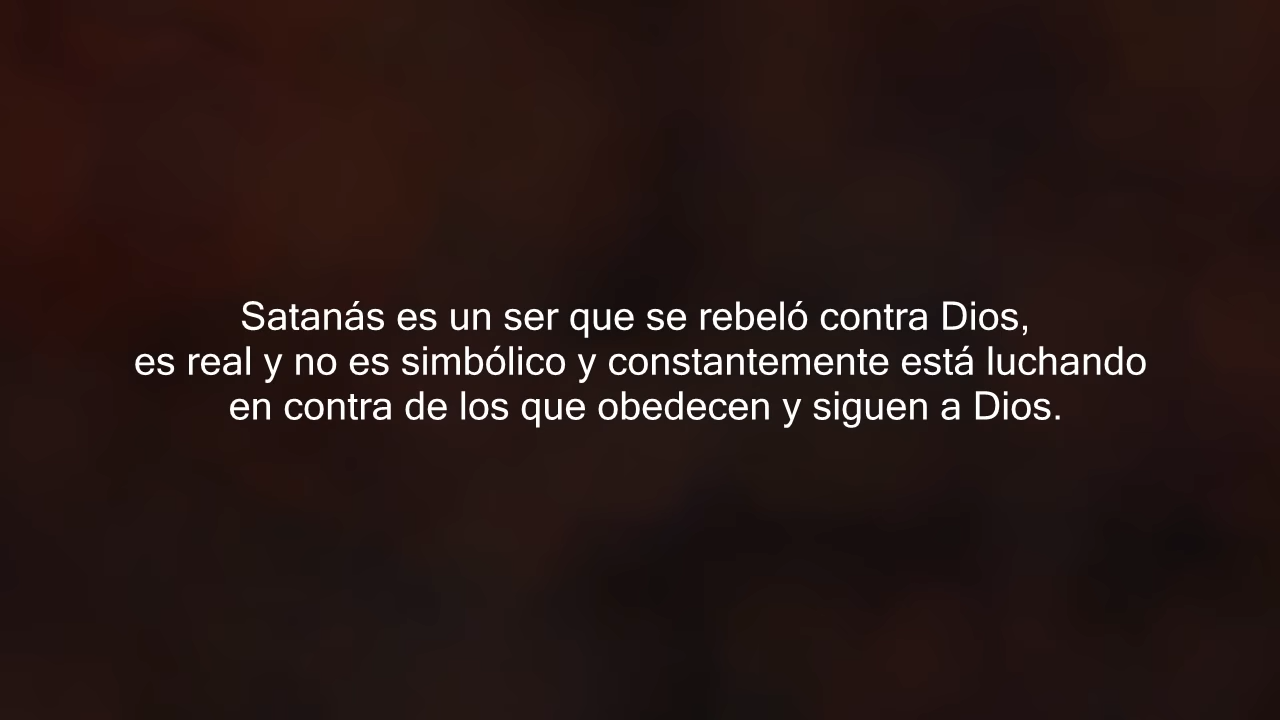 Satanás es un ser que se rebeló contra Dios,
es real y no es simbólico y constantemente está luchando
en contra de los que obedecen y siguen a Dios.